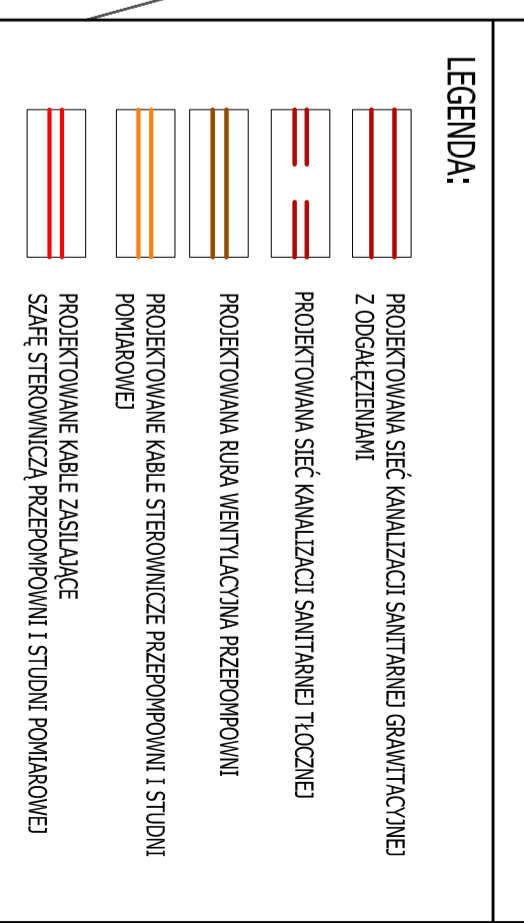 LEGENDA:
PROJEKTOWANA SIEĆ KANALIZACJI SANITARNEJ GRAWITACYJNEJ
Z ODGAŁĘZIENIAMI
PROJEKTOWANA SIEĆ KANALIZACJI SANITARNEJ TŁOCZNEJ
PROJEKTOWANA RURA WENTYLACYJNA PRZEPOMPOWNI
PROJEKTOWANE KABLE STEROWNICZE PRZEPOMPOWNI I STUDNI
POMIAROWEJ
PROJEKTOWANE KABLE ZASILAJĄCE
SZAFĘ STEROWNICZĄ PRZEPOMPOWNI I STUDNI POMIAROWEJ